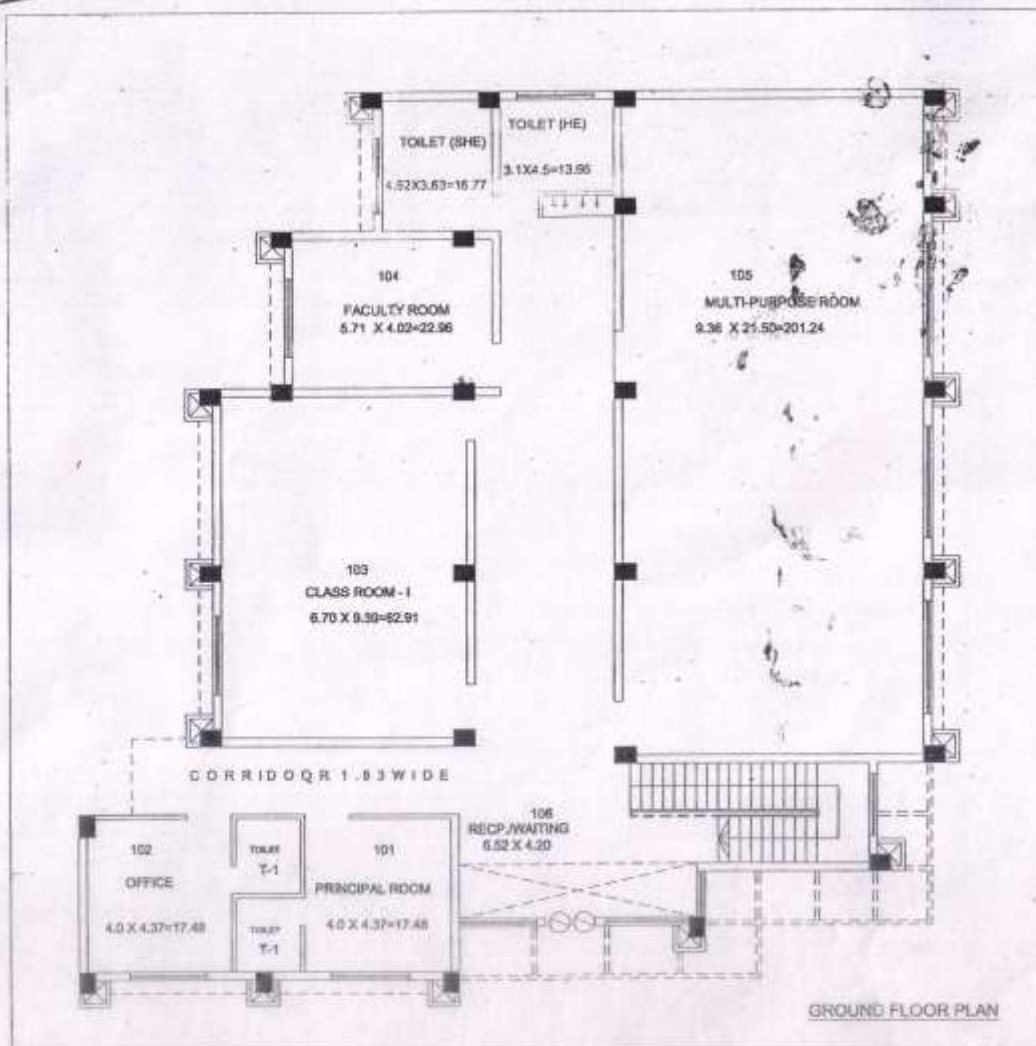 TOILET (SHE)
4.52X3.63=16.77
TOILET (HE)
3.1X4.5=13.95
104
FACULTY ROOM
5.71 X 4.02=22.96
105
MULTI-PURPOSE ROOM
9.36 X 21.50=201.24
103
CLASS ROOM - I
6.70 X 9.39=62.91
CORRIDOQR 1.83WIDE
106
RECP./WAITING
6.52 X 4.20
102
OFFICE
4.0 X 4.37=17.48
TOILET
T-1
TOILET
T-1
101
PRINCIPAL ROOM
4.0 X 4.37=17.48
GROUND FLOOR PLAN